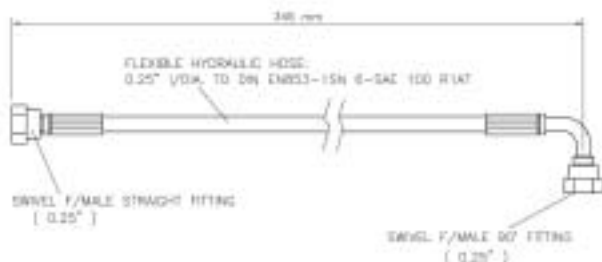 346 mm
FLEXIBLE HYDRAULIC HOSE:
0.25" I/DIA. TO DIN EN853-1SN 6-SAE 100 R1AT
SWIVEL F/MALE STRAIGHT FITTING
( 0.25" )
SWIVEL F/MALE 90° FITTING
( 0.25" )